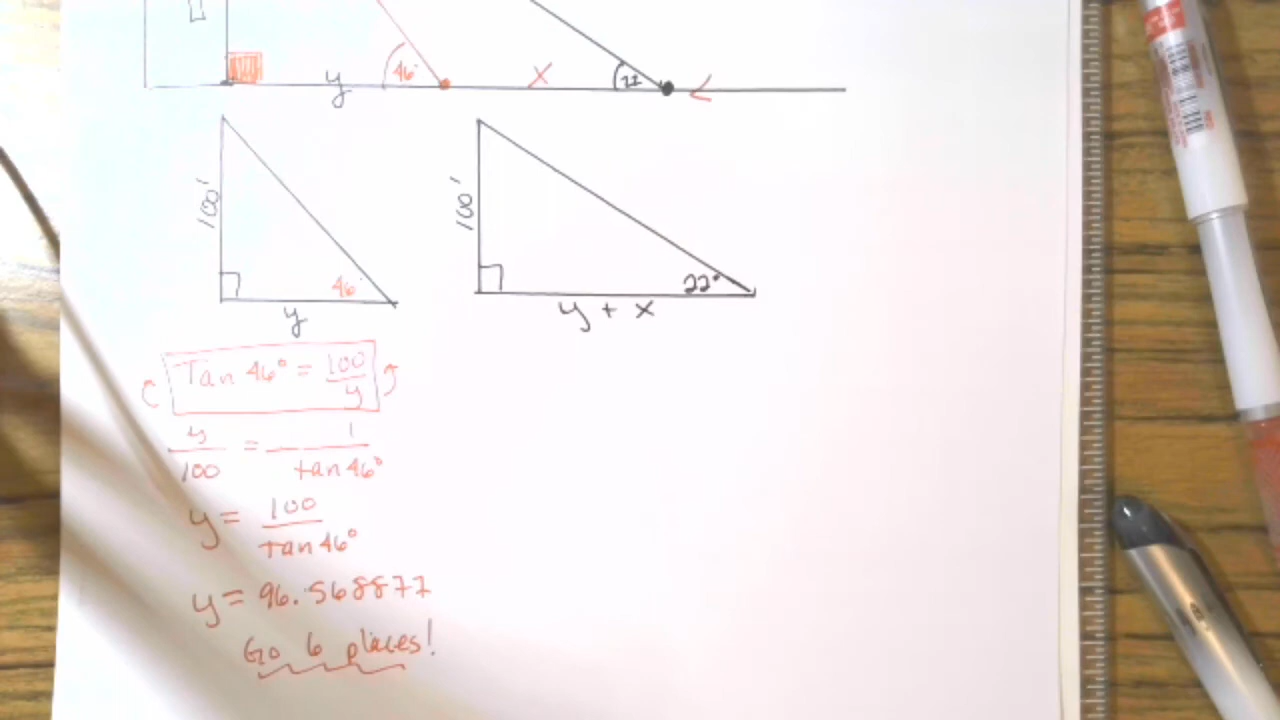 y 46° x 22
100' 46° y
100' 22° y + x
Tan 46° = 100/y
y/100 = 1/tan 46°
y = 100/tan 46°
y = 96.568877
Go 6 places!